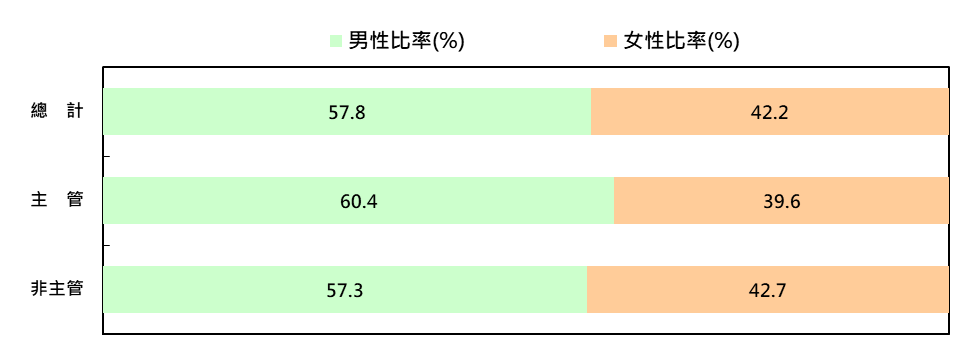 男性比率(%) 女性比率(%)
總　計 57.8 42.2
主　管 60.4 39.6
非主管 57.3 42.7